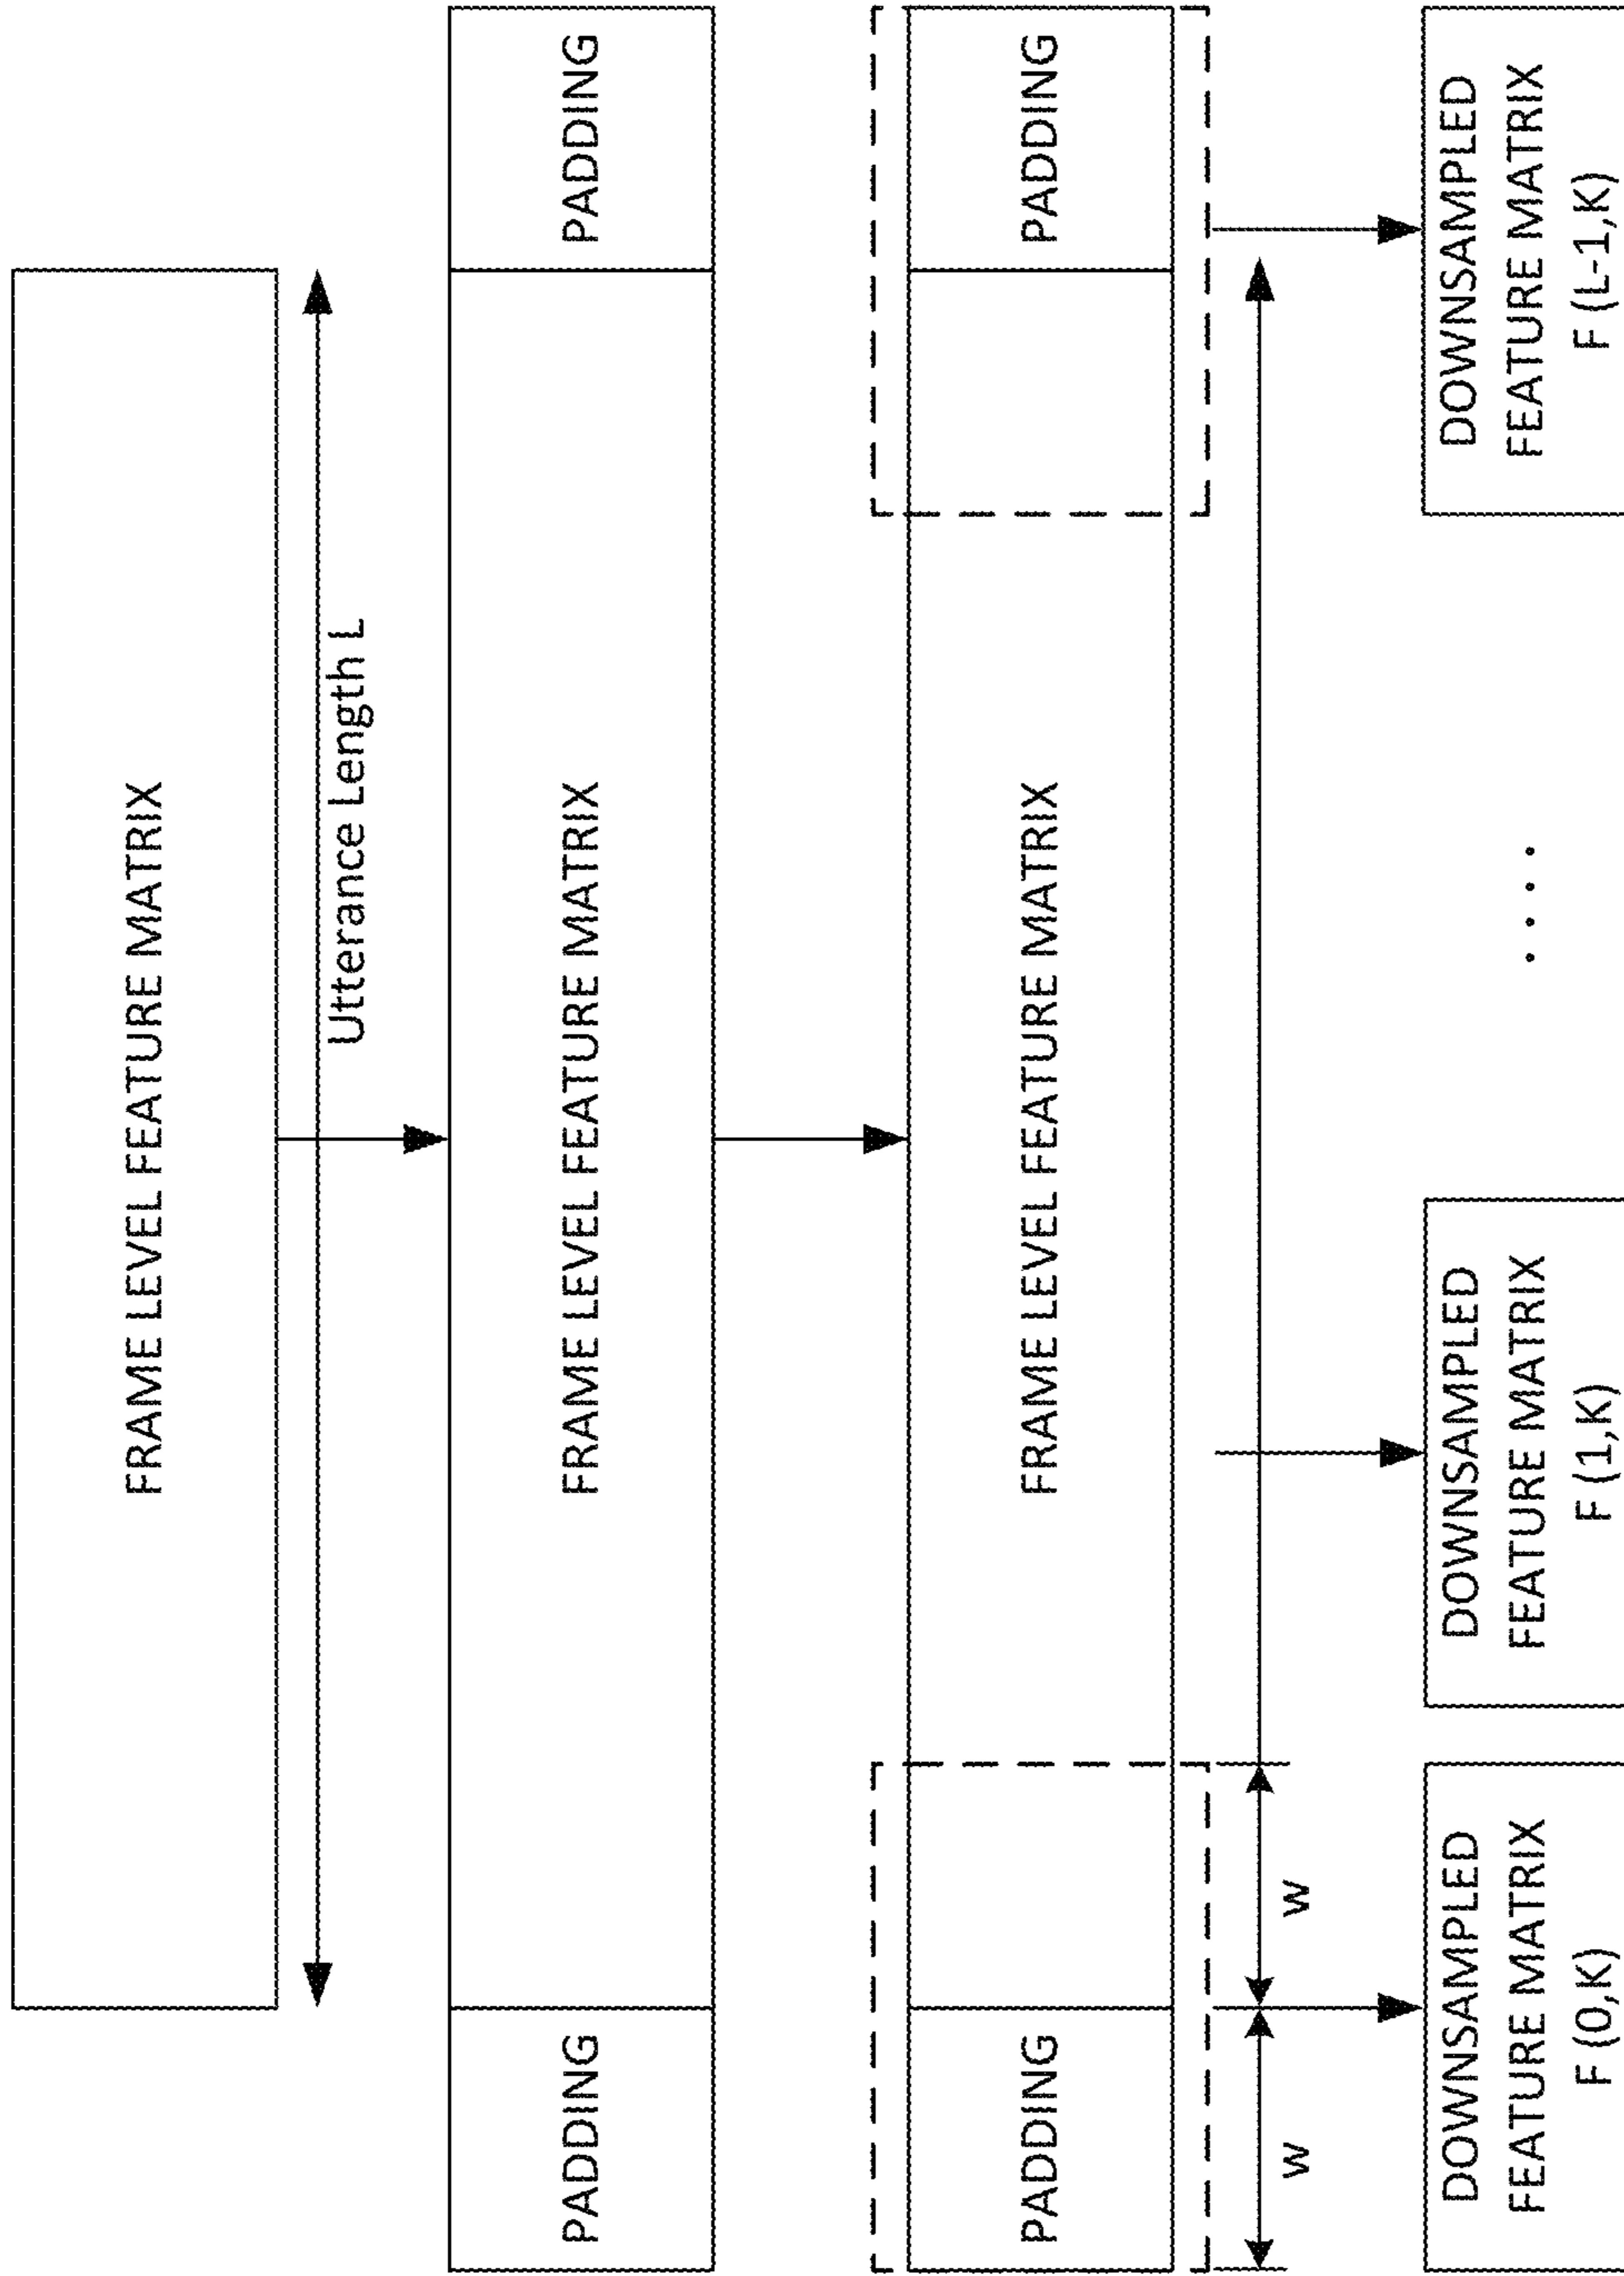 FRAME LEVEL FEATURE MATRIX
Utterance Length L
PADDING
FRAME LEVEL FEATURE MATRIX
PADDING
PADDING
FRAME LEVEL FEATURE MATRIX
PADDING
w
w
DOWNSAMPLED
FEATURE MATRIX
F (0,K)
DOWNSAMPLED
FEATURE MATRIX
F (1,K)
. . . .
DOWNSAMPLED
FEATURE MATRIX
F (L-1,K)